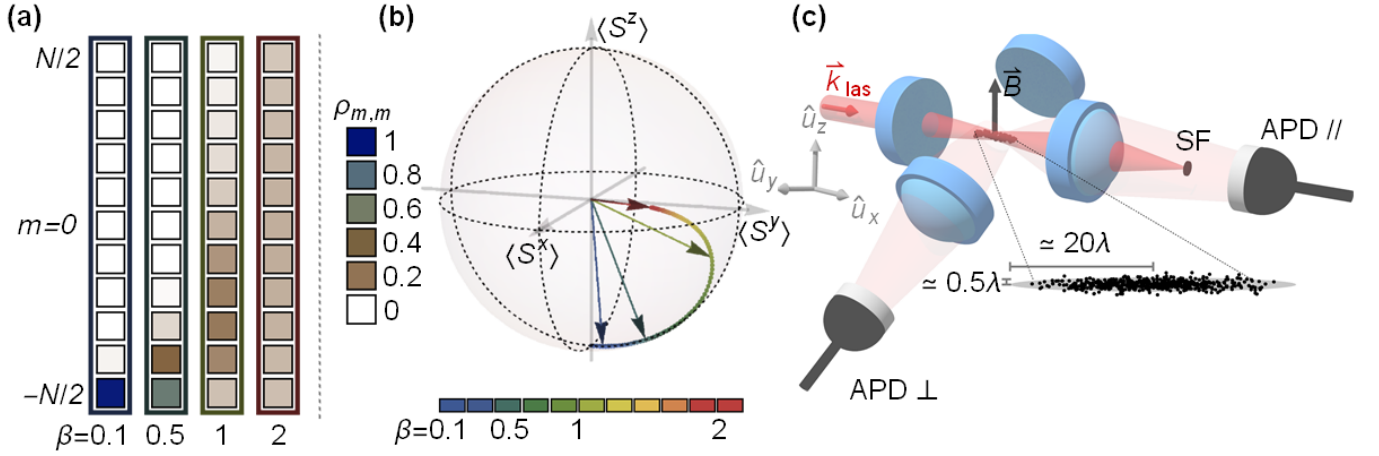 (a)
N/2
m=0
−N/2
β=0.1 0.5 1 2
ρm,m
1
0.8
0.6
0.4
0.2
0
(b)
⟨Sᶻ⟩
⟨Sˣ⟩
⟨Sʸ⟩
β=0.1 0.5 1 2
(c)
k⃗ las
B⃗
ûz
ûy
ûx
SF
APD //
≃ 20λ
≃ 0.5λ
APD ⊥